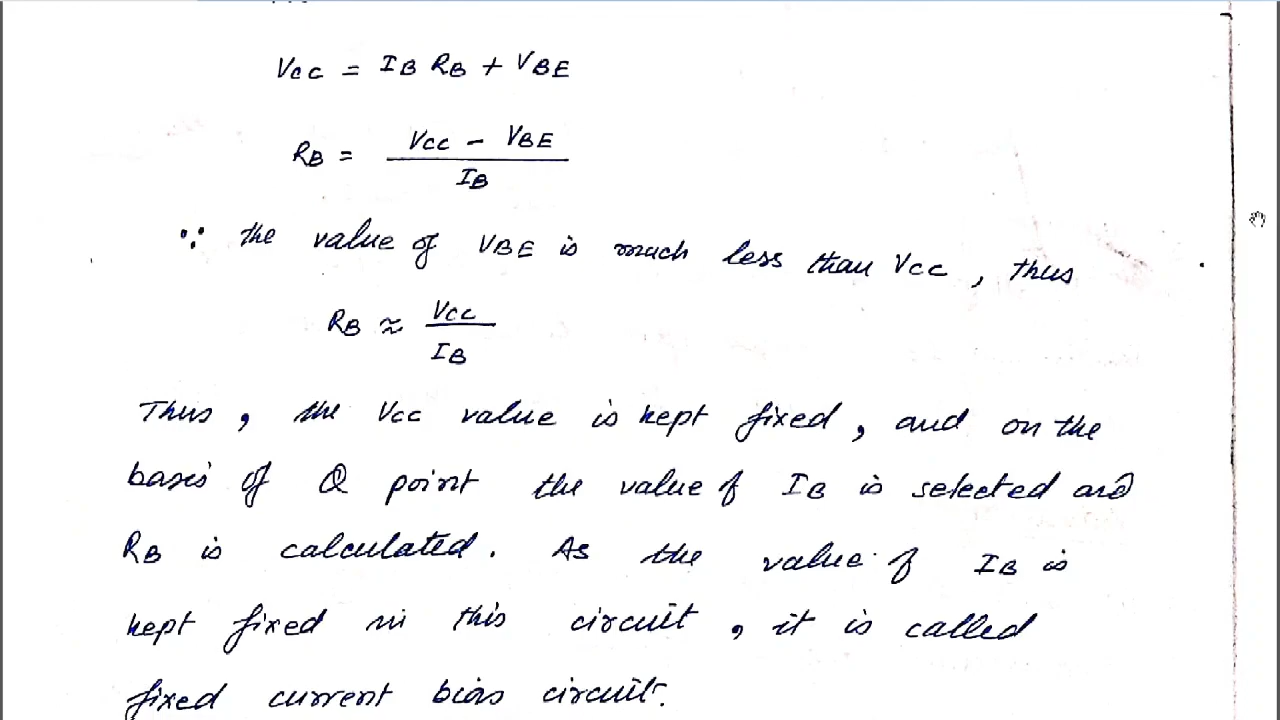 VCC = IB RB + VBE
RB = VCC - VBE / IB
∵ the value of VBE is much less than VCC, thus
RB ≈ VCC / IB
Thus, the VCC value is kept fixed, and on the
basis of Q point the value of IB is selected and
RB is calculated. As the value of IB is
kept fixed in this circuit, it is called
fixed current bias circuit.